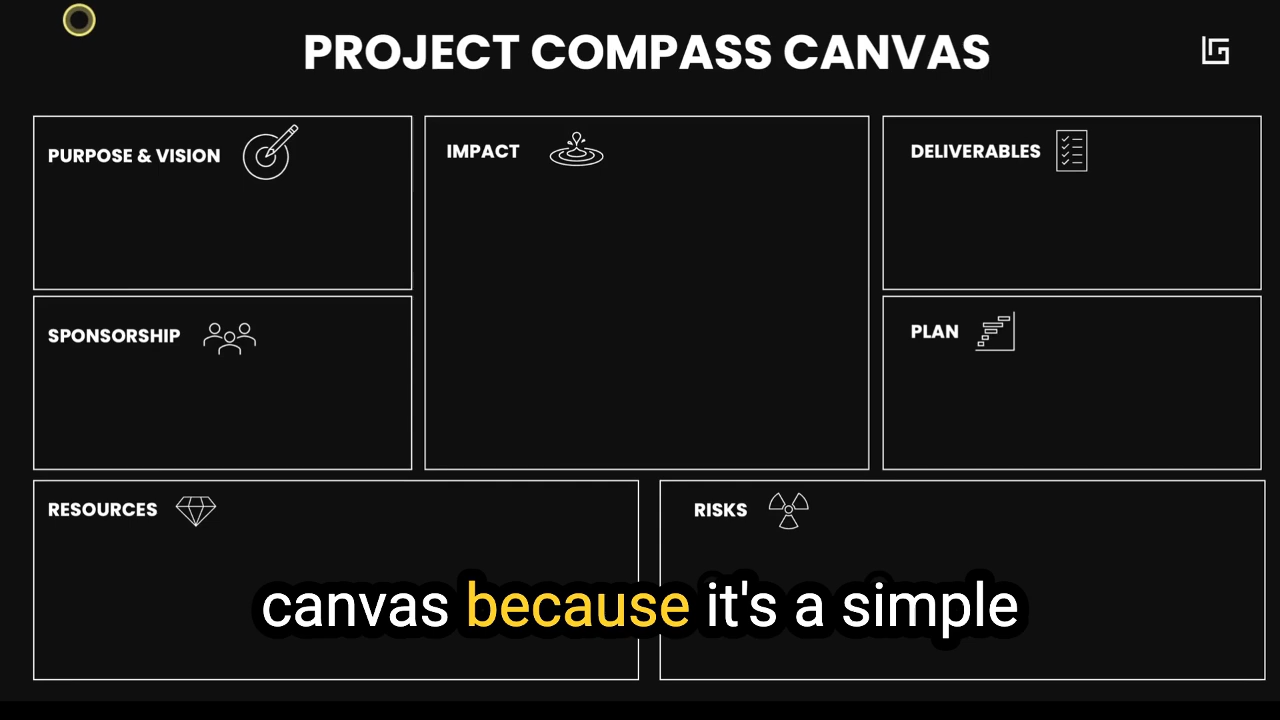 PROJECT COMPASS CANVAS
PURPOSE & VISION
IMPACT
DELIVERABLES
SPONSORSHIP
PLAN
RESOURCES
RISKS
canvas because it's a simple